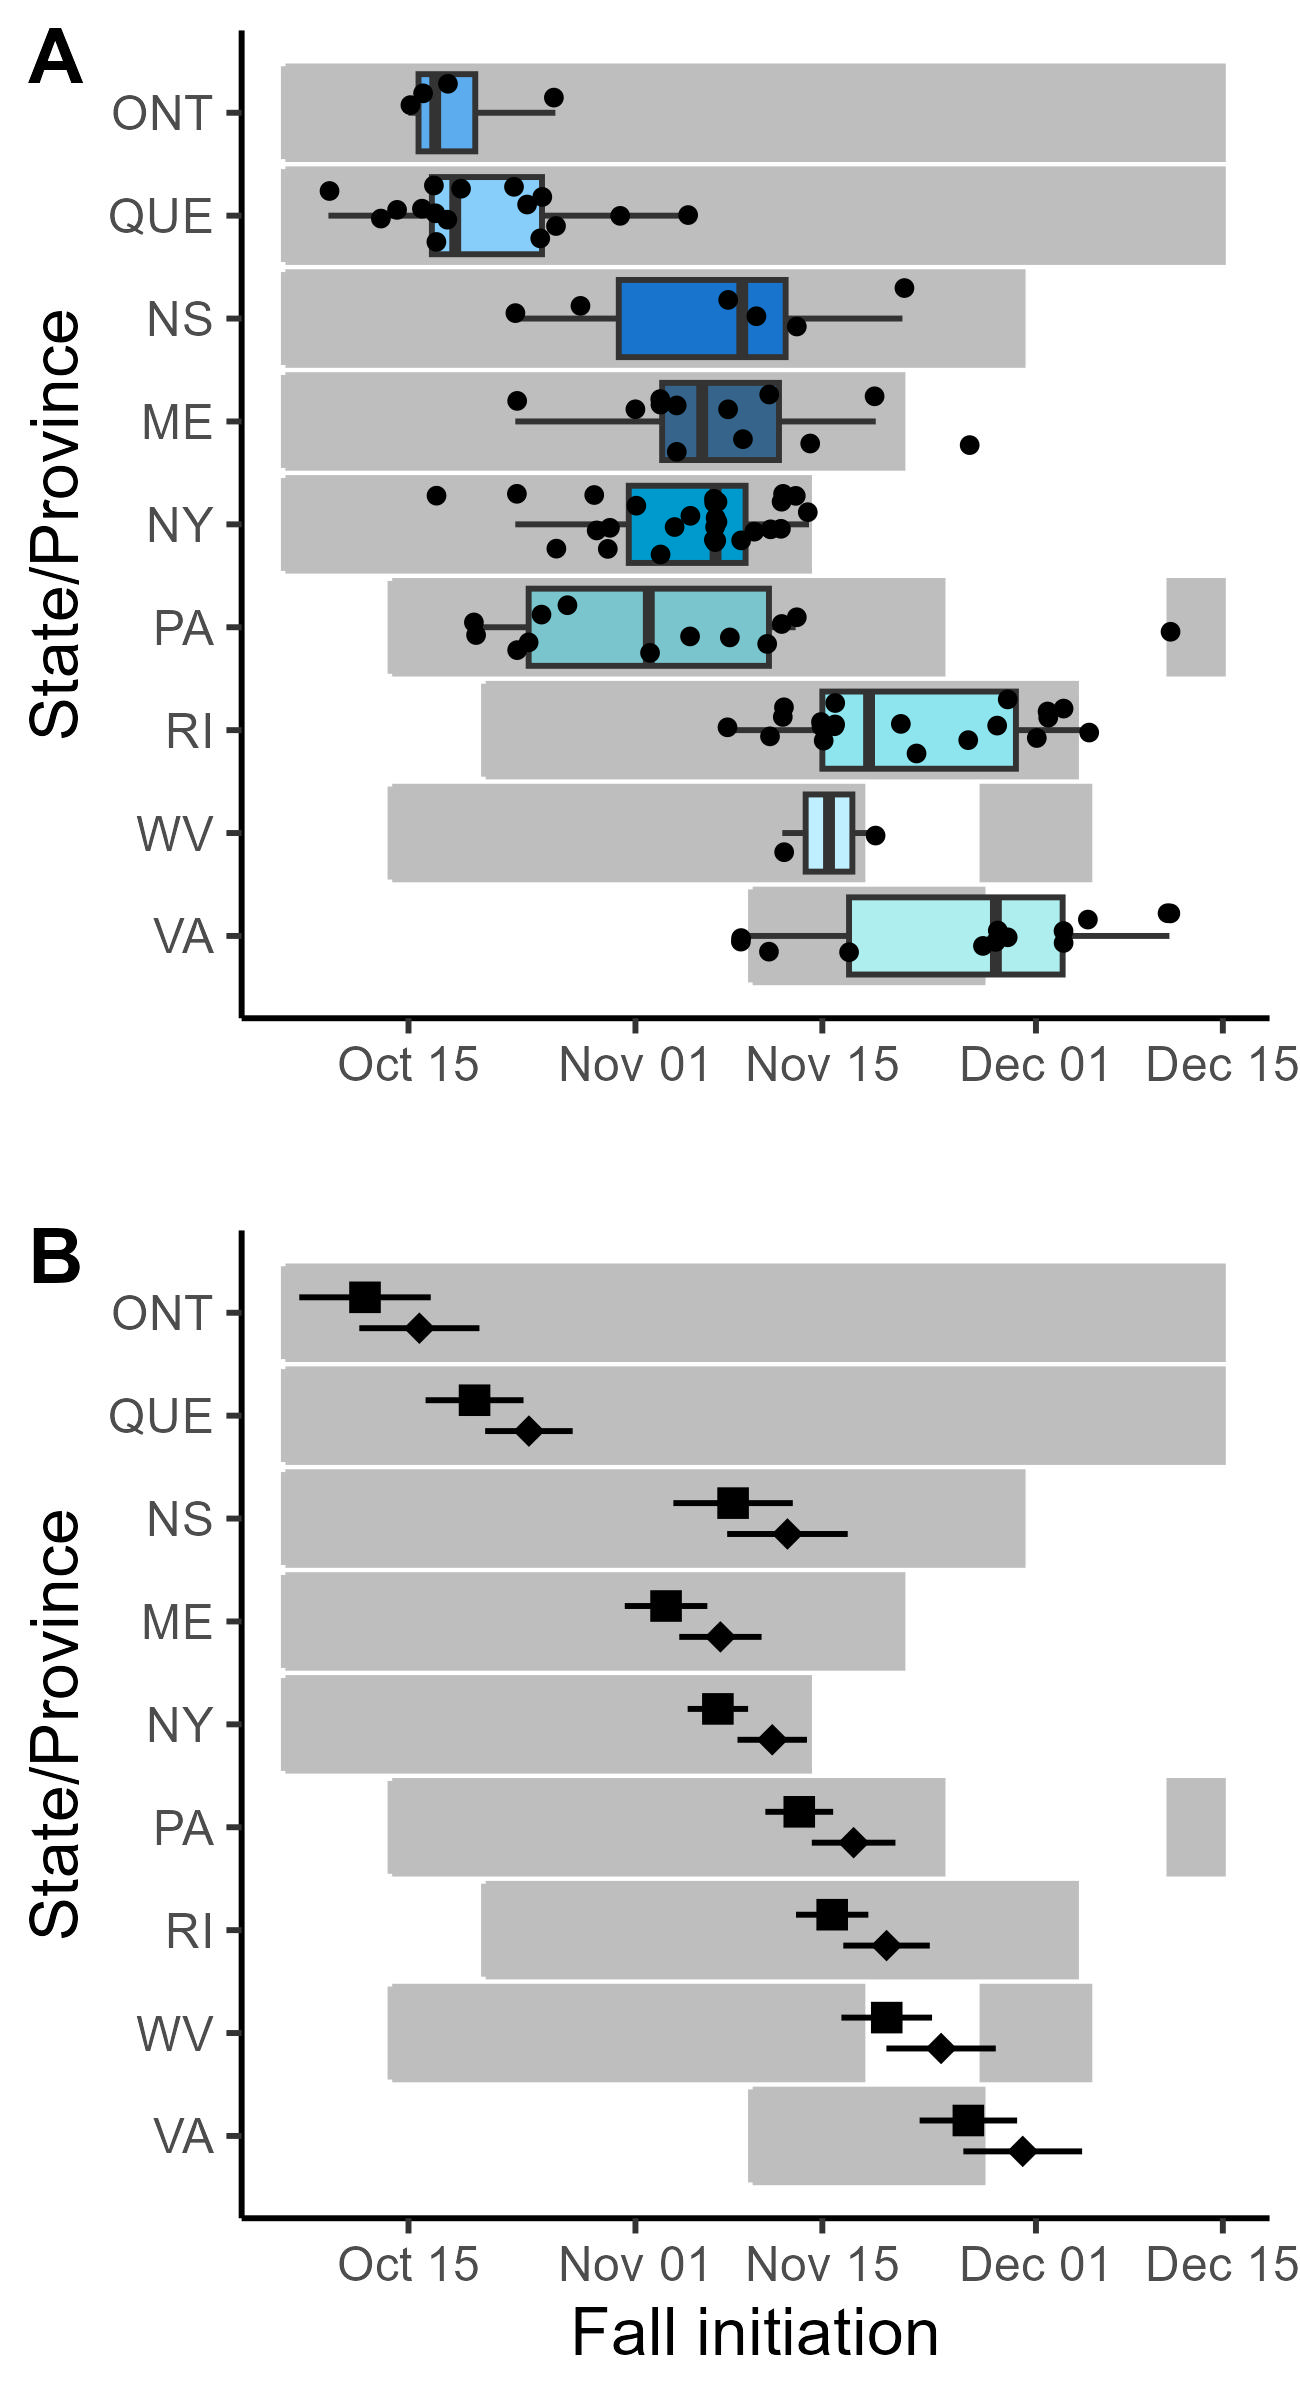 A
ONT
QUE
NS
ME
NY
PA
RI
WV
VA
State/Province
Oct 15 Nov 01 Nov 15 Dec 01 Dec 15
B
ONT
QUE
NS
ME
NY
PA
RI
WV
VA
State/Province
Oct 15 Nov 01 Nov 15 Dec 01 Dec 15
Fall initiation